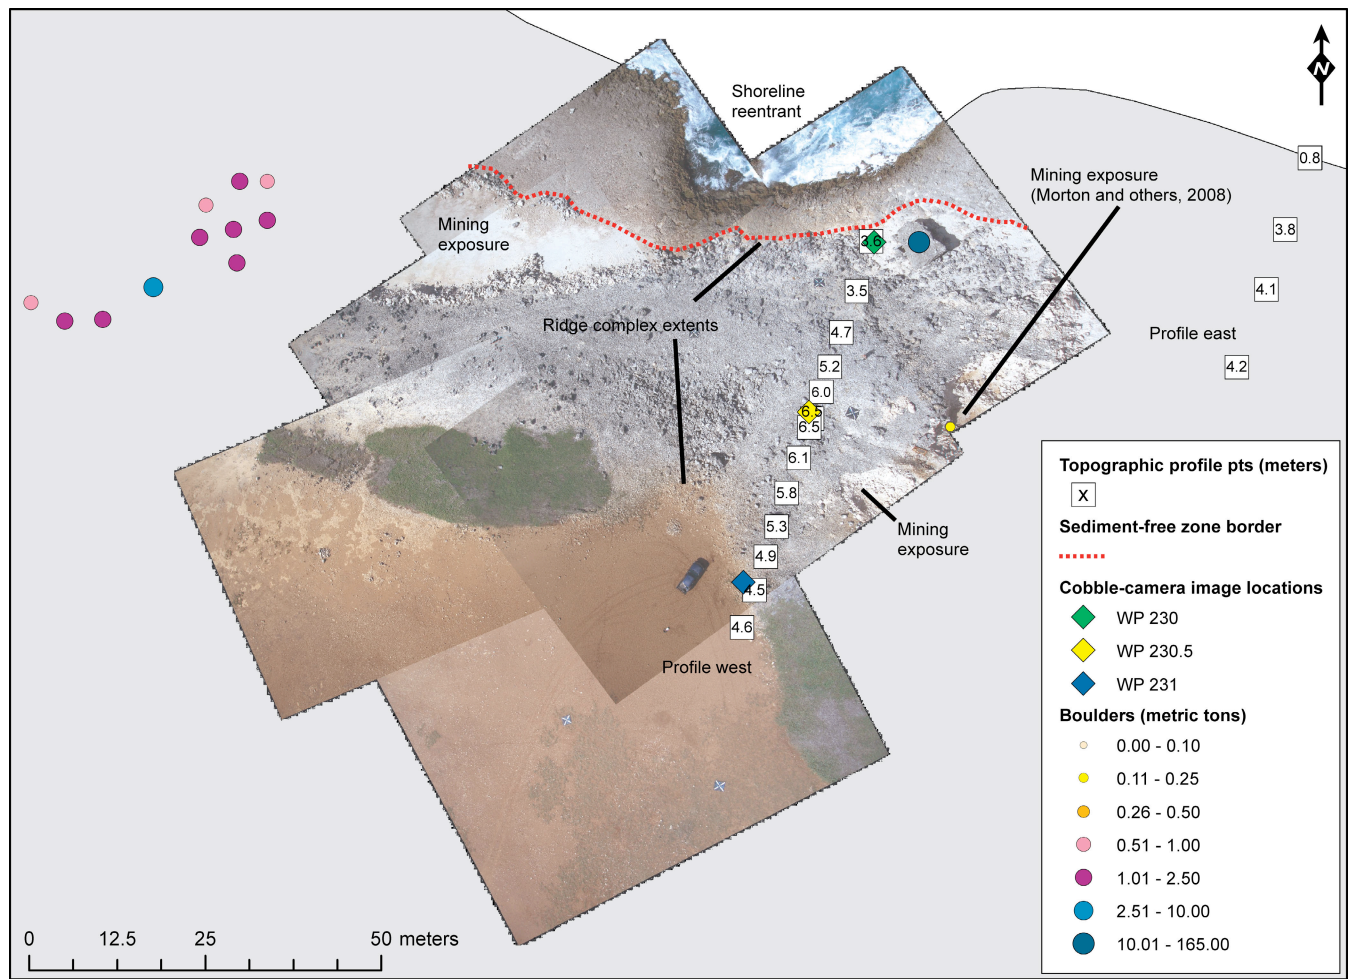 N
Shoreline
reentrant
0.8
Mining exposure
(Morton and others, 2008)
Mining
exposure
3.6
3.8
3.5
4.1
Ridge complex extents
4.7
Profile east
5.2
4.2
6.0
6.5
6.5
6.1
5.8
5.3
Mining
exposure
4.9
4.5
4.6
Profile west
Topographic profile pts (meters)
X
Sediment-free zone border
Cobble-camera image locations
WP 230
WP 230.5
WP 231
Boulders (metric tons)
0.00 - 0.10
0.11 - 0.25
0.26 - 0.50
0.51 - 1.00
1.01 - 2.50
2.51 - 10.00
10.01 - 165.00
0 12.5 25 50 meters